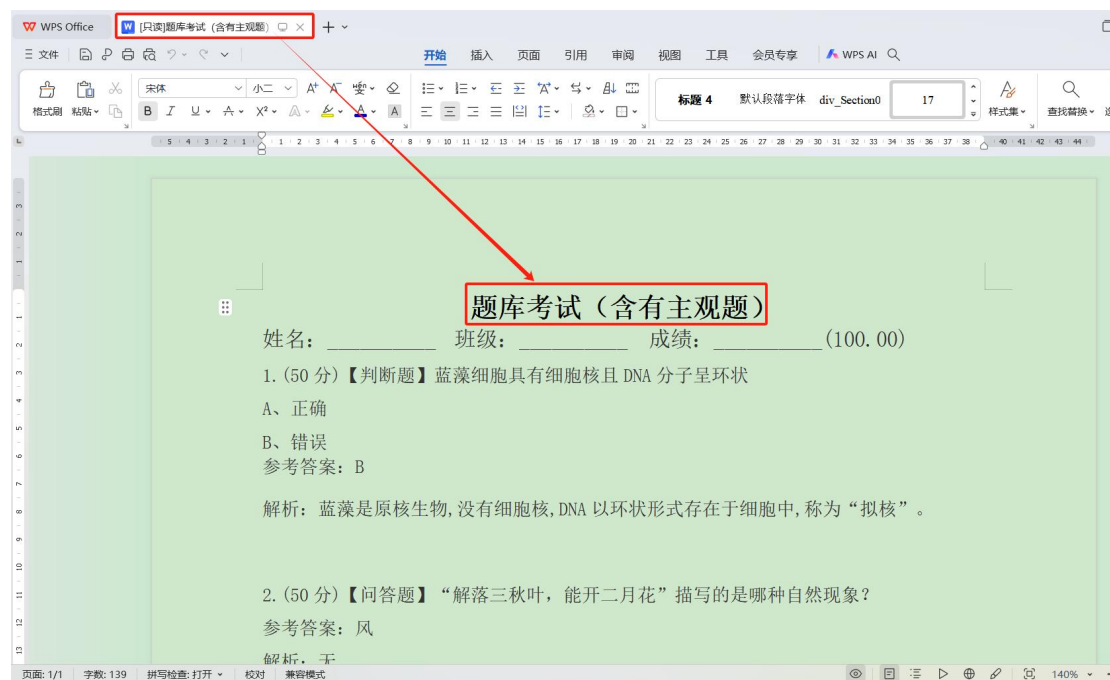 WPS Office [只读]题库考试（含有主观题）
文件 开始 插入 页面 引用 审阅 视图 工具 会员专享 WPS AI
格式刷 粘贴 宋体 小二 标题 4 默认段落字体 div_Section0 17 样式集 查找替换
题库考试（含有主观题）
姓名: __________ 班级: __________ 成绩: __________(100.00)
1.(50 分)【判断题】蓝藻细胞具有细胞核且 DNA 分子呈环状
A、正确
B、错误
参考答案: B
解析: 蓝藻是原核生物,没有细胞核,DNA 以环状形式存在于细胞中,称为“拟核”。
2.(50 分)【问答题】“解落三秋叶，能开二月花”描写的是哪种自然现象？
参考答案: 风
解析: 无
页面: 1/1 字数: 139 拼写检查: 打开 校对 兼容模式 140%